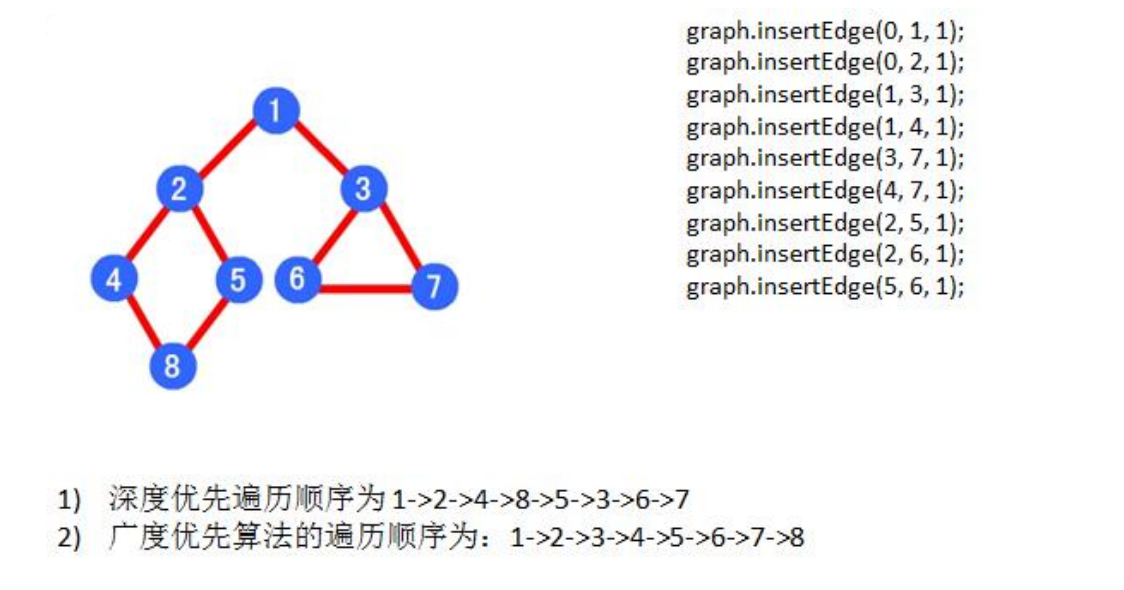 graph.insertEdge(0, 1, 1);
graph.insertEdge(0, 2, 1);
graph.insertEdge(1, 3, 1);
graph.insertEdge(1, 4, 1);
graph.insertEdge(3, 7, 1);
graph.insertEdge(4, 7, 1);
graph.insertEdge(2, 5, 1);
graph.insertEdge(2, 6, 1);
graph.insertEdge(5, 6, 1);
1
2
3
4
5
6
7
8
1) 深度优先遍历顺序为 1->2->4->8->5->3->6->7
2) 广度优先算法的遍历顺序为：1->2->3->4->5->6->7->8